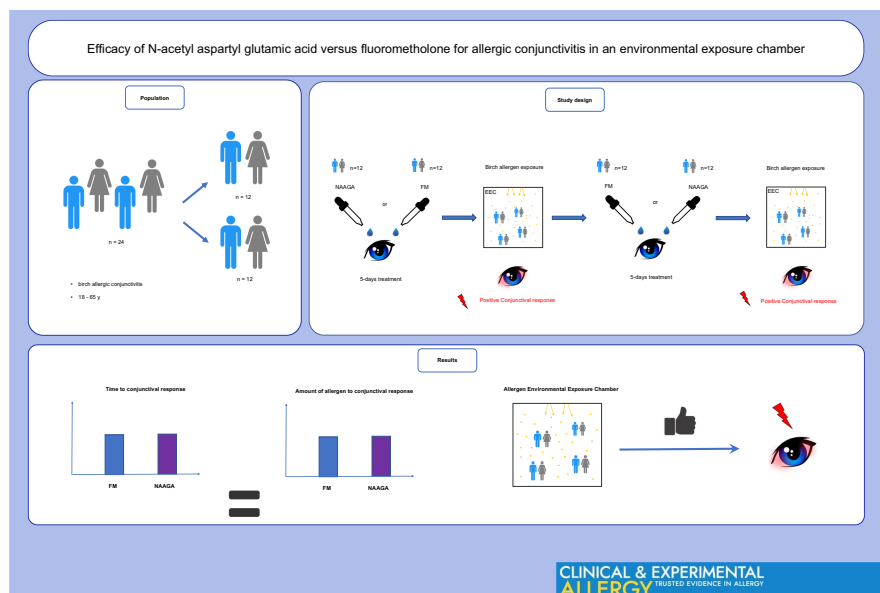 Efficacy of N-acetyl aspartyl glutamic acid versus fluorometholone for allergic conjunctivitis in an environmental exposure chamber
Population
n = 24
n = 12
n = 12
• birch allergic conjunctivitis
• 18 - 65 y
Study design
n=12
n=12
NAAGA
FM
or
5-days treatment
Birch allergen exposure
EEC
Positive Conjunctival response
n=12
n=12
FM
NAAGA
or
5-days treatment
Birch allergen exposure
EEC
Positive Conjunctival response
Results
Time to conjunctival response
FM
NAAGA
Amount of allergen to conjunctival response
FM
NAAGA
Allergen Environmental Exposure Chamber
CLINICAL & EXPERIMENTAL
ALLERGY TRUSTED EVIDENCE IN ALLERGY